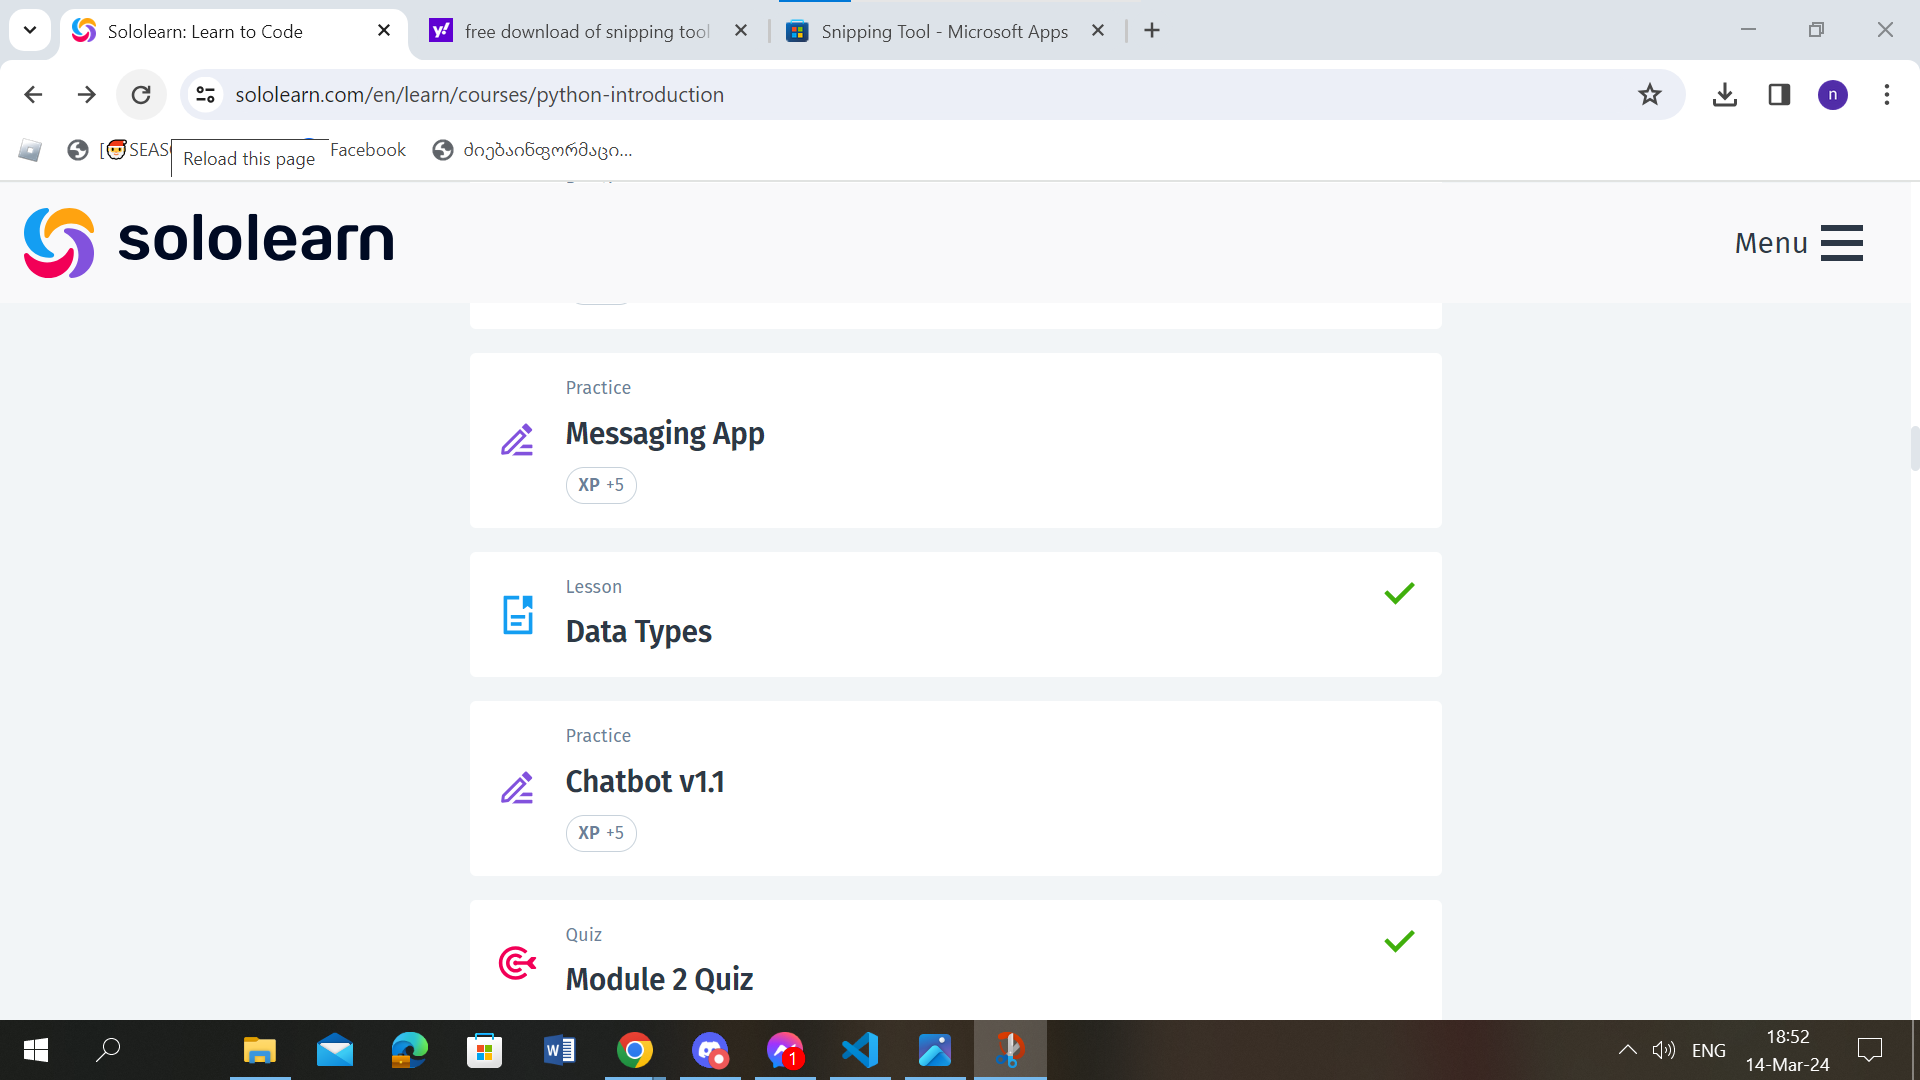 Sololearn: Learn to Code
free download of snipping tool
Snipping Tool - Microsoft Apps
sololearn.com/en/learn/courses/python-introduction
n
[🎅SEAS
Reload this page
Facebook
ძიებაინფორმაცი...
sololearn
Menu
Practice
Messaging App
XP +5
Lesson
Data Types
Practice
Chatbot v1.1
XP +5
Quiz
Module 2 Quiz
1
ENG
18:52
14-Mar-24